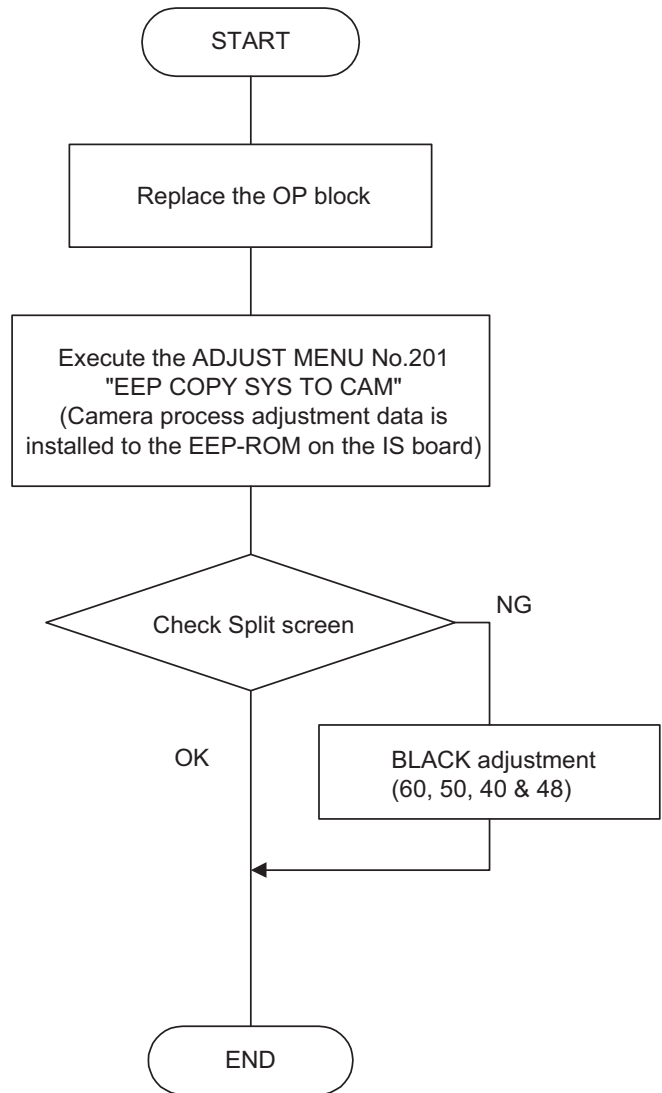 START
Replace the OP block
Execute the ADJUST MENU No.201
"EEP COPY SYS TO CAM"
(Camera process adjustment data is
installed to the EEP-ROM on the IS board)
Check Split screen
NG
OK
BLACK adjustment
(60, 50, 40 & 48)
END